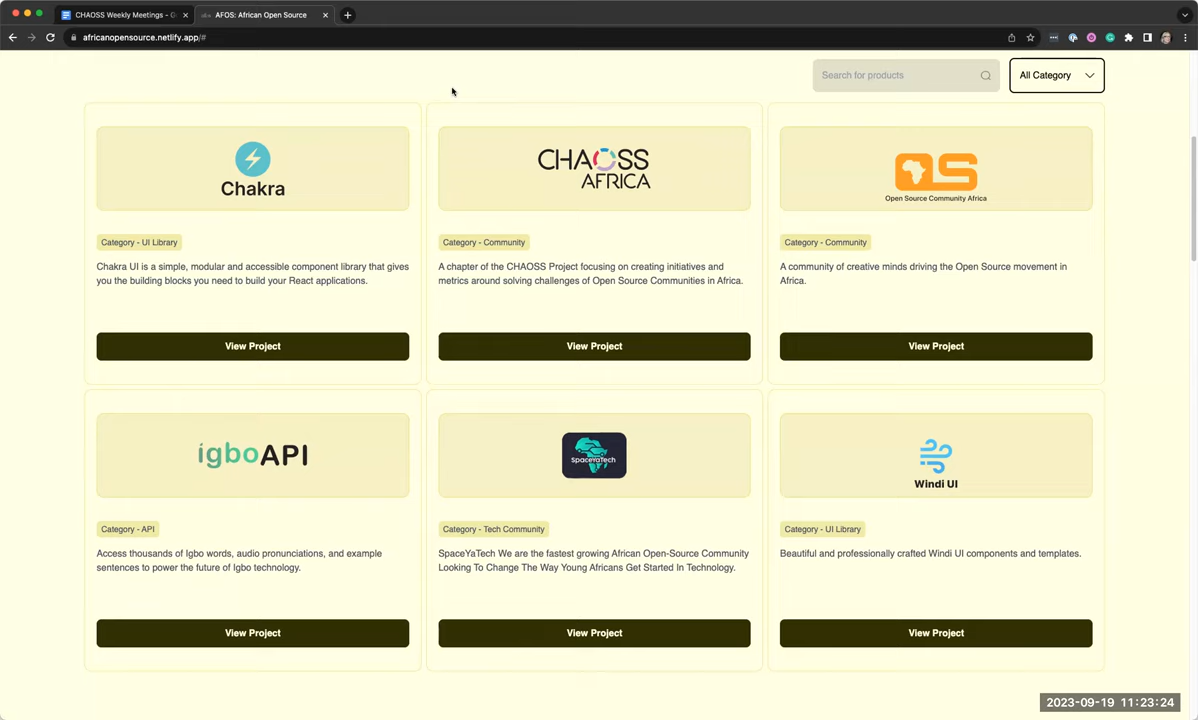 CHAOSS Weekly Meetings - G
AFOS: African Open Source
africanopensource.netlify.app/#
Search for products
All Category
Chakra
CHAOSS
AFRICA
OS
Open Source Community Africa
Category - UI Library
Category - Community
Category - Community
Chakra UI is a simple, modular and accessible component library that gives
you the building blocks you need to build your React applications.
A chapter of the CHAOSS Project focusing on creating initiatives and
metrics around solving challenges of Open Source Communities in Africa.
A community of creative minds driving the Open Source movement in
Africa.
View Project
View Project
View Project
igboAPI
SpaceYaTech
Windi UI
Category - API
Category - Tech Community
Category - UI Library
Access thousands of Igbo words, audio pronunciations, and example
sentences to power the future of Igbo technology.
SpaceYaTech We are the fastest growing African Open-Source Community
Looking To Change The Way Young Africans Get Started In Technology.
Beautiful and professionally crafted Windi UI components and templates.
View Project
View Project
View Project
2023-09-19 11:23:24